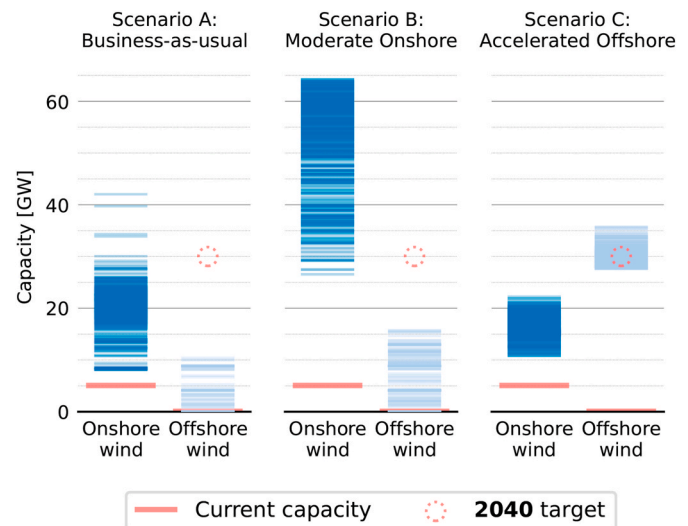 Scenario A:
Business-as-usual
Scenario B:
Moderate Onshore
Scenario C:
Accelerated Offshore
Capacity [GW]
60
40
20
0
Onshore
wind
Offshore
wind
Onshore
wind
Offshore
wind
Onshore
wind
Offshore
wind
Current capacity
2040 target